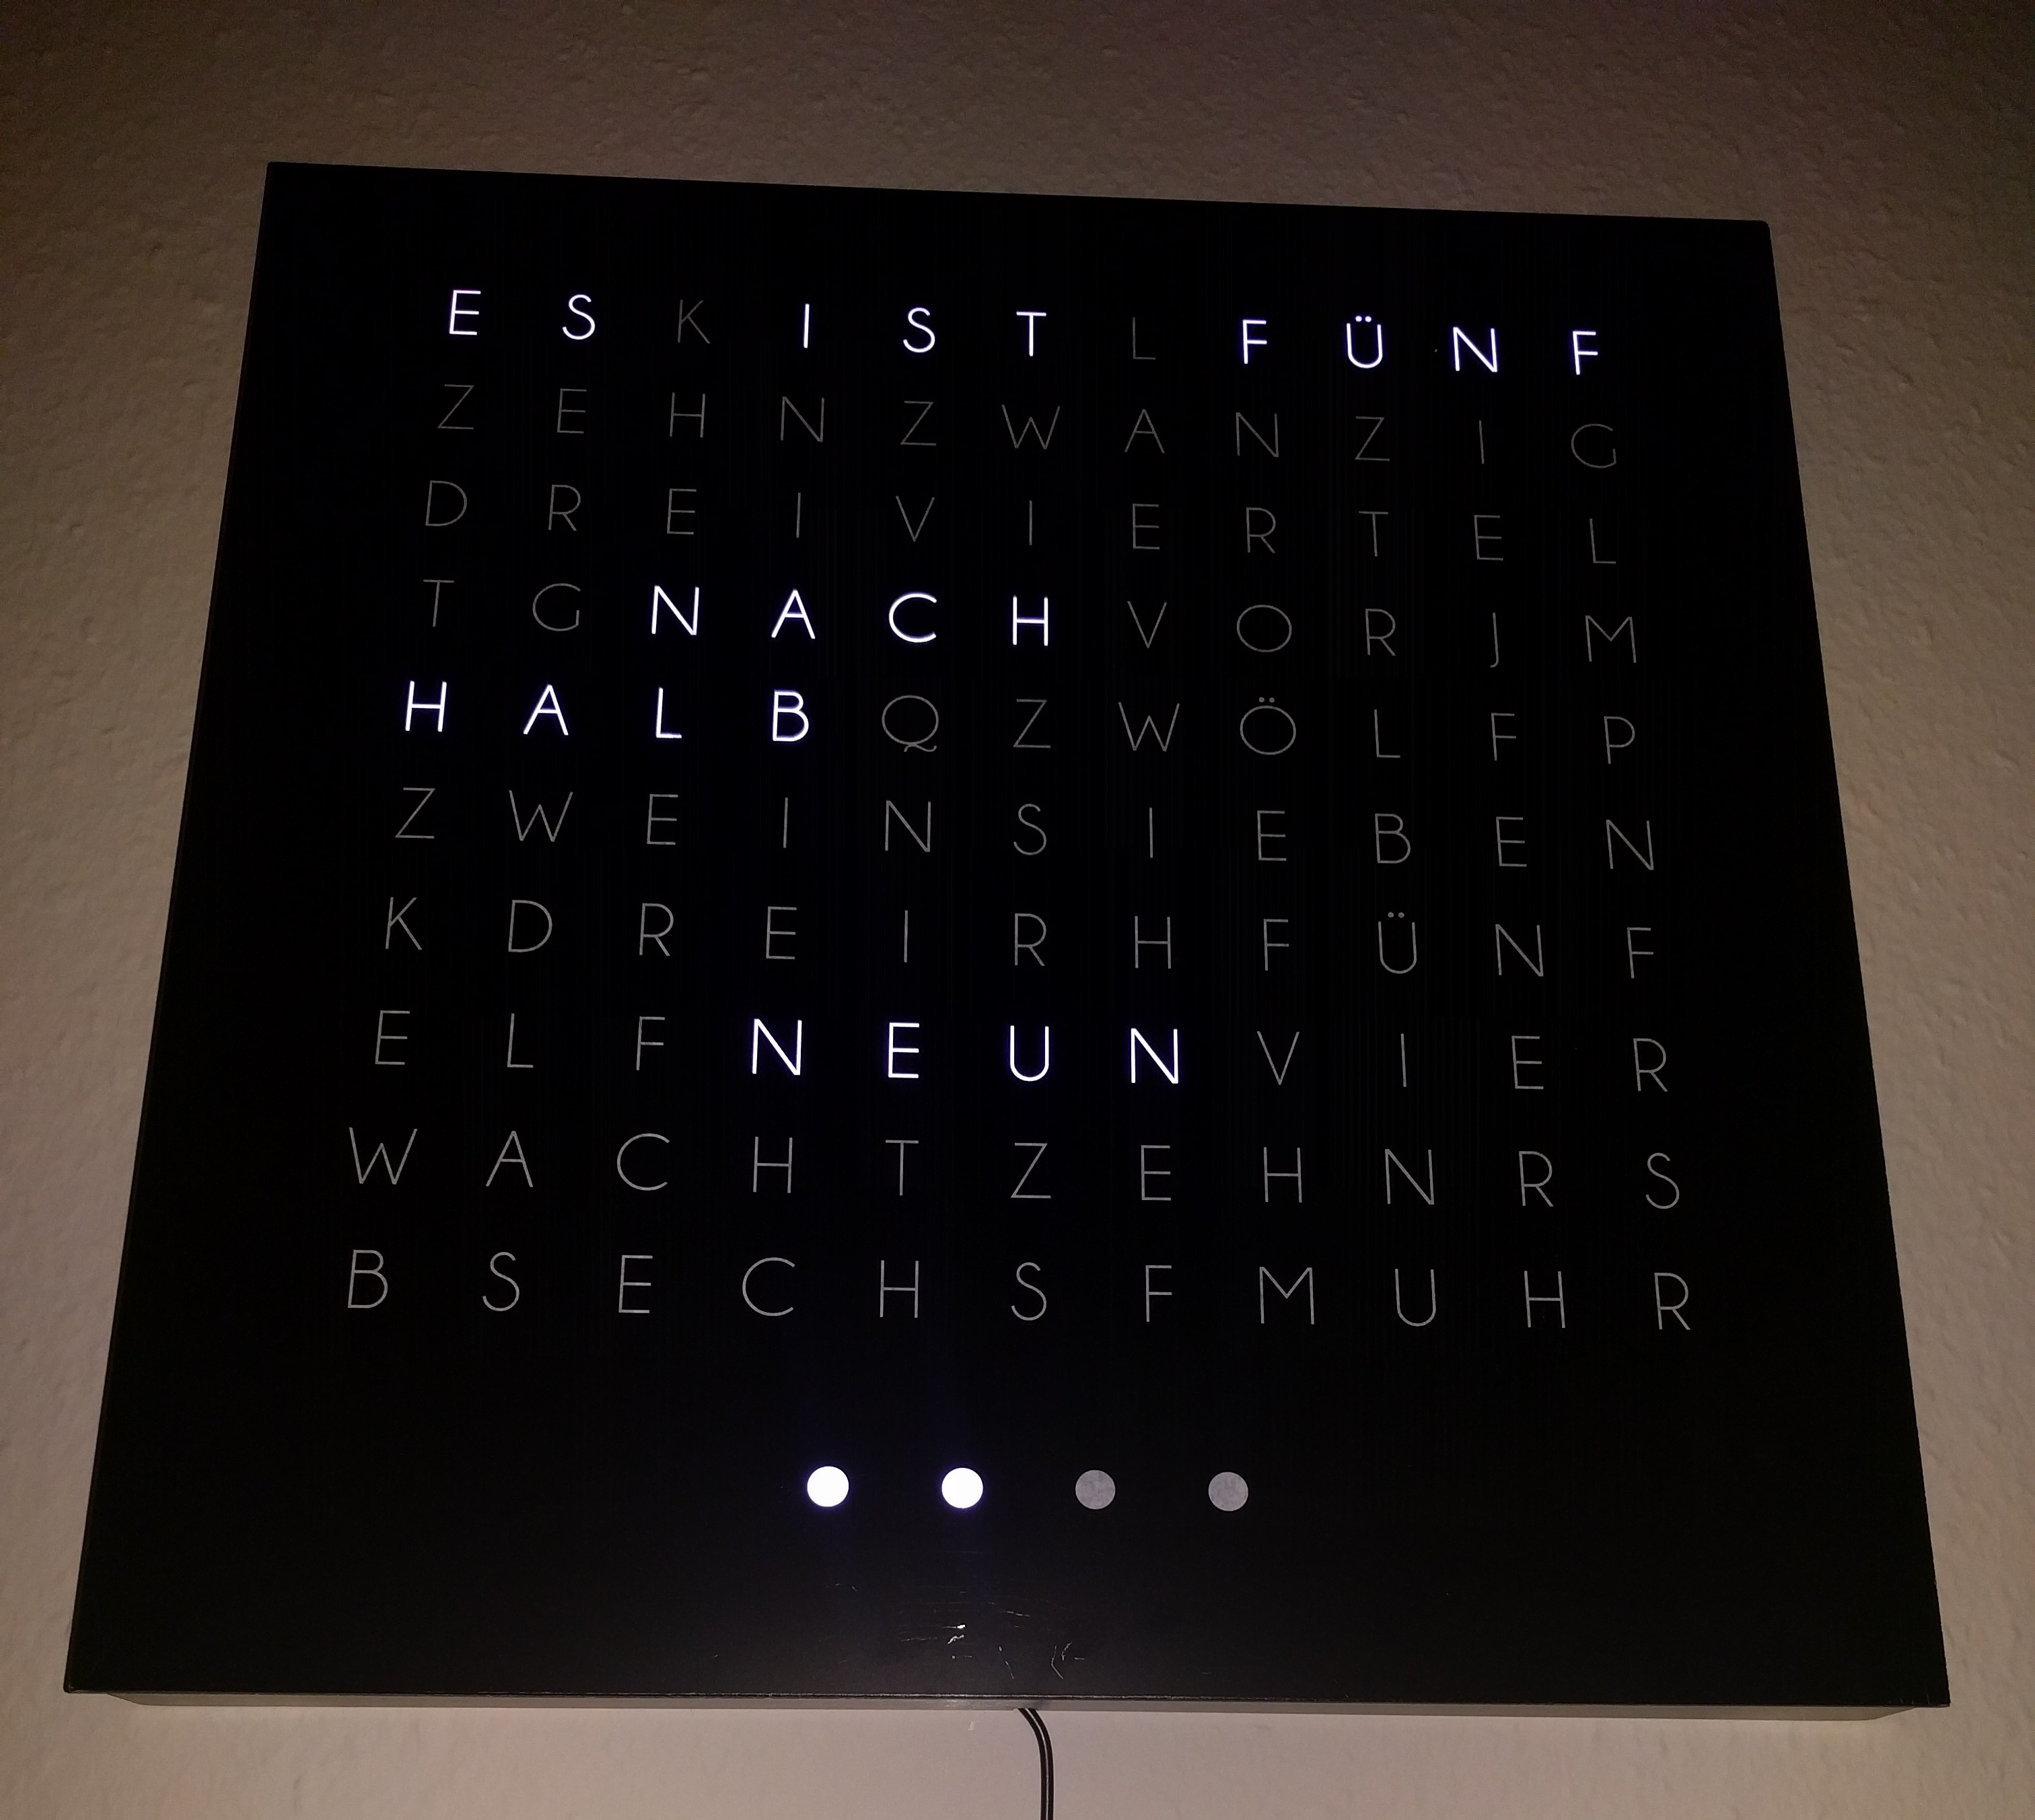 ESKISTLFÜNF
ZEHNZWANZIG
DREIVIERTEL
TGNACHVORJM
HALBQZWÖLFP
ZWEINSIEBEN
KDREIRHFÜNF
ELFNEUNVIER
WACHTZEHNRS
BSECHSFMUHR